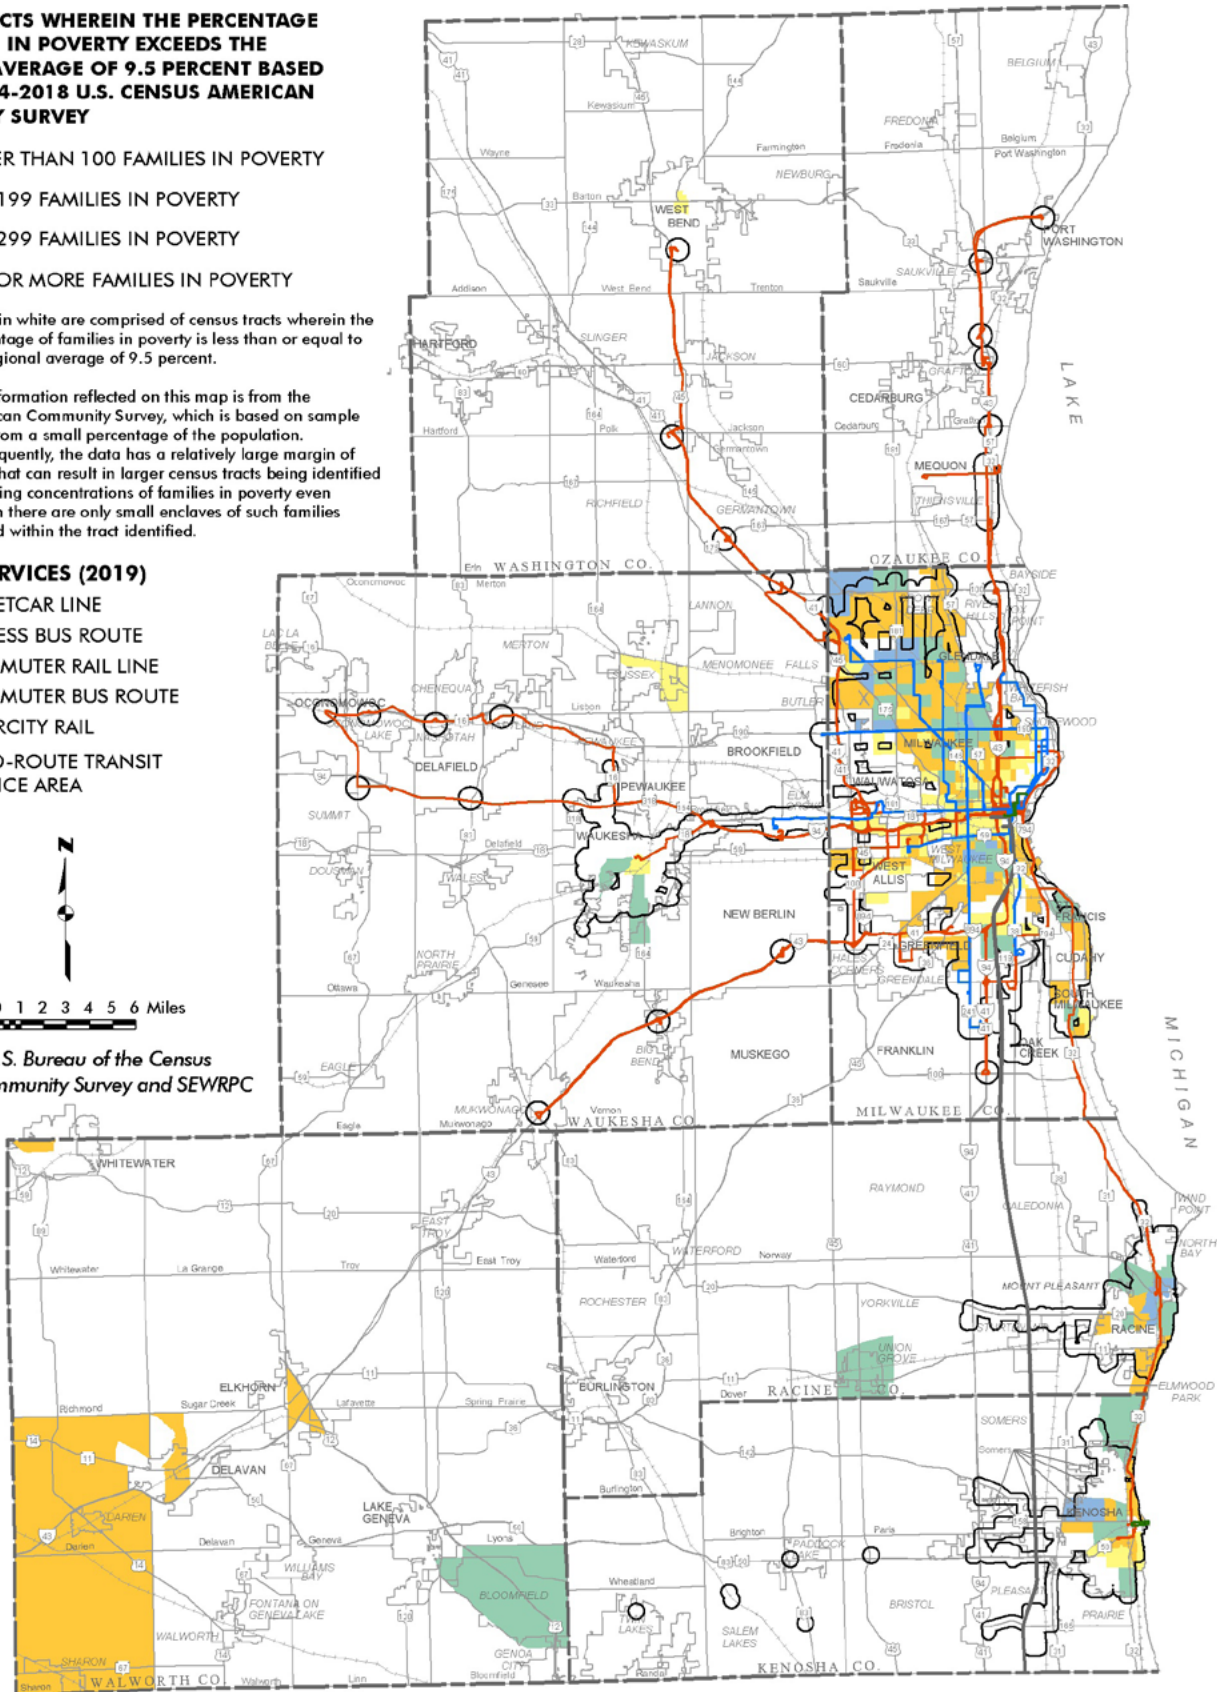 CTS WHEREIN THE PERCENTAGE
IN POVERTY EXCEEDS THE
AVERAGE OF 9.5 PERCENT BASED
4-2018 U.S. CENSUS AMERICAN
Y SURVEY
ER THAN 100 FAMILIES IN POVERTY
199 FAMILIES IN POVERTY
299 FAMILIES IN POVERTY
OR MORE FAMILIES IN POVERTY
in white are comprised of census tracts wherein the
tage of families in poverty is less than or equal to
gional average of 9.5 percent.
formation reflected on this map is from the
can Community Survey, which is based on sample
om a small percentage of the population.
quently, the data has a relatively large margin of
hat can result in larger census tracts being identified
ing concentrations of families in poverty even
h there are only small enclaves of such families
d within the tract identified.
RVICES (2019)
ETCAR LINE
ESS BUS ROUTE
MUTER RAIL LINE
MUTER BUS ROUTE
RCITY RAIL
D-ROUTE TRANSIT
ICE AREA
N
0 1 2 3 4 5 6 Miles
S. Bureau of the Census
mmunity Survey and SEWRPC
KEWASKUM
Kewaskum
BELGIUM
FREDONIA
Belgium
Wayne
Farmington
Fredonia
Port Washington
NEWBURG
Barton
WEST
BEND
PORT
WASHINGTON
SAUKVILLE
Addison
West Bend
Trenton
Saukville
HARTFORD
SLINGER
JACKSON
GRAFTON
CEDARBURG
LAKE
Hartford
Polk
Jackson
Cedarburg
Grafton
Germantown
MEQUON
THIENSVILLE
RICHFIELD
GERMANTOWN
Erin
WASHINGTON CO.
OZAUKEE CO.
Oconomowoc
Merton
BAYSIDE
LANNON
RIVER
HILLS
FOX
POINT
LAC LA
BELLE
MERTON
MENOMONEE FALLS
GLENDALE
SUSSEX
CHENEQUA
WHITEFISH
BAY
OCONOMOWOC
OCONOMOWOC
LAKE
Lisbon
BUTLER
SHOREWOOD
NASHOTAH
BROOKFIELD
MILWAUKEE
DELAFIELD
PEWAUKEE
WAUWATOSA
ELM
GROVE
SUMMIT
WAUKESHA
Delafield
DOUSMAN
WALES
WEST
ALLIS
WEST
MILWAUKEE
NEW BERLIN
FRANCIS
NORTH
PRAIRIE
GREENFIELD
CUDAHY
HALES
CORNERS
GREENDALE
Ottawa
Genesee
Waukesha
SOUTH
MILWAUKEE
BIG
BEND
MUSKEGO
FRANKLIN
OAK
CREEK
MICHIGAN
EAGLE
MUKWONAGO
Vernon
Eagle
Mukwonago
WAUKESHA CO.
MILWAUKEE CO.
WHITEWATER
RAYMOND
CALEDONIA
WIND
POINT
EAST
TROY
NORTH
BAY
Whitewater
La Grange
Troy
East Troy
Waterford
WATERFORD
Norway
MOUNT PLEASANT
ROCHESTER
YORKVILLE
RACINE
UNION
GROVE
ELKHORN
BURLINGTON
Richmond
Sugar Creek
Lafayette
Spring Prairie
Dover
RACINE CO.
ELMWOOD
PARK
SOMERS
Somers
DELAVAN
Burlington
LAKE
GENEVA
DARIEN
KENOSHA
Darien
Delavan
Geneva
Lyons
Brighton
Paris
PADDOCK
LAKE
WILLIAMS
BAY
BLOOMFIELD
Wheatland
FONTANA ON
GENEVA LAKE
TWIN
LAKES
SALEM
LAKES
BRISTOL
PLEASANT
PRAIRIE
WALWORTH
SHARON
GENOA
CITY
Sharon
WALWORTH CO.
Walworth
Linn
Bloomfield
Randall
KENOSHA CO.